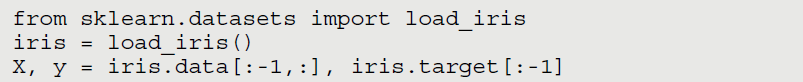 from sklearn.datasets import load_iris
iris = load_iris()
X, y = iris.data[:-1,:], iris.target[:-1]